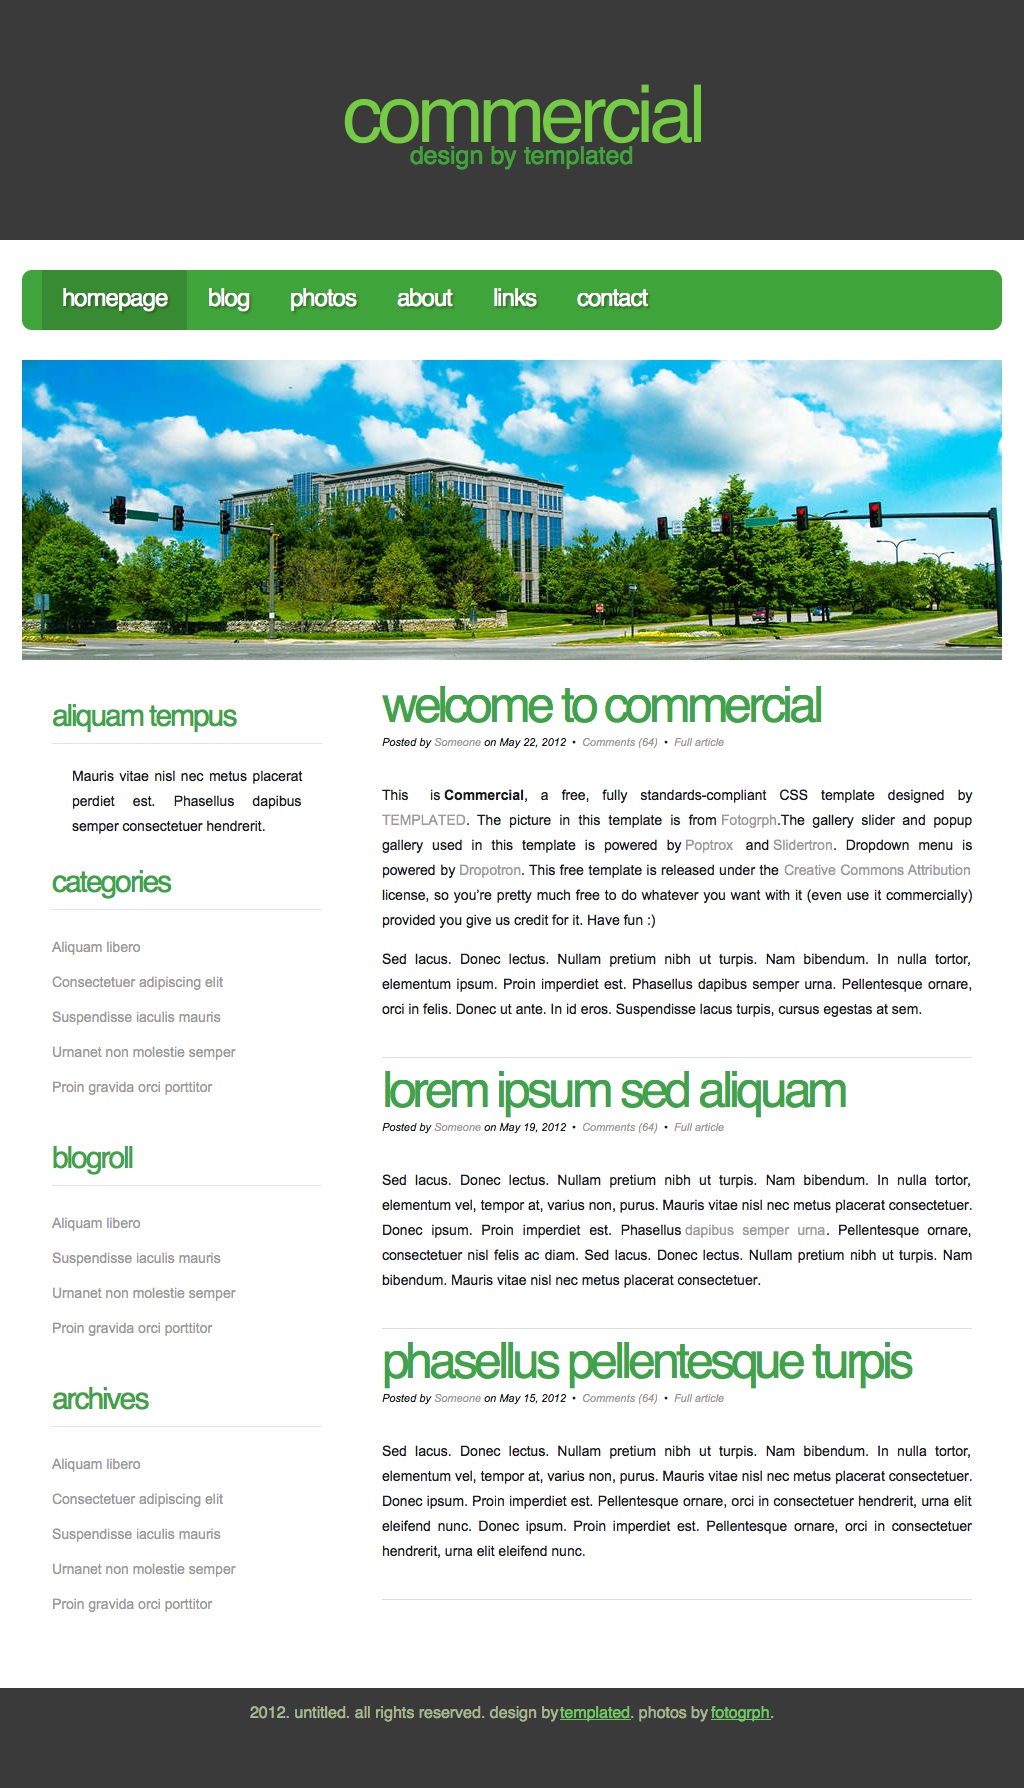 commercial
design by templated
homepage blog photos about links contact
aliquam tempus
Mauris vitae nisl nec metus placerat
perdiet est. Phasellus dapibus
semper consectetuer hendrerit.
categories
Aliquam libero
Consectetuer adipiscing elit
Suspendisse iaculis mauris
Urnanet non molestie semper
Proin gravida orci porttitor
blogroll
Aliquam libero
Suspendisse iaculis mauris
Urnanet non molestie semper
Proin gravida orci porttitor
archives
Aliquam libero
Consectetuer adipiscing elit
Suspendisse iaculis mauris
Urnanet non molestie semper
Proin gravida orci porttitor
welcome to commercial
Posted by Someone on May 22, 2012 • Comments (64) • Full article
This is Commercial, a free, fully standards-compliant CSS template designed by
TEMPLATED. The picture in this template is from Fotogrph.The gallery slider and popup
gallery used in this template is powered by Poptrox and Slidertron. Dropdown menu is
powered by Dropotron. This free template is released under the Creative Commons Attribution
license, so you’re pretty much free to do whatever you want with it (even use it commercially)
provided you give us credit for it. Have fun :)
Sed lacus. Donec lectus. Nullam pretium nibh ut turpis. Nam bibendum. In nulla tortor,
elementum ipsum. Proin imperdiet est. Phasellus dapibus semper urna. Pellentesque ornare,
orci in felis. Donec ut ante. In id eros. Suspendisse lacus turpis, cursus egestas at sem.
lorem ipsum sed aliquam
Posted by Someone on May 19, 2012 • Comments (64) • Full article
Sed lacus. Donec lectus. Nullam pretium nibh ut turpis. Nam bibendum. In nulla tortor,
elementum vel, tempor at, varius non, purus. Mauris vitae nisl nec metus placerat consectetuer.
Donec ipsum. Proin imperdiet est. Phasellus dapibus semper urna. Pellentesque ornare,
consectetuer nisl felis ac diam. Sed lacus. Donec lectus. Nullam pretium nibh ut turpis. Nam
bibendum. Mauris vitae nisl nec metus placerat consectetuer.
phasellus pellentesque turpis
Posted by Someone on May 15, 2012 • Comments (64) • Full article
Sed lacus. Donec lectus. Nullam pretium nibh ut turpis. Nam bibendum. In nulla tortor,
elementum vel, tempor at, varius non, purus. Mauris vitae nisl nec metus placerat consectetuer.
Donec ipsum. Proin imperdiet est. Pellentesque ornare, orci in consectetuer hendrerit, urna elit
eleifend nunc. Donec ipsum. Proin imperdiet est. Pellentesque ornare, orci in consectetuer
hendrerit, urna elit eleifend nunc.
2012. untitled. all rights reserved. design by templated. photos by fotogrph.